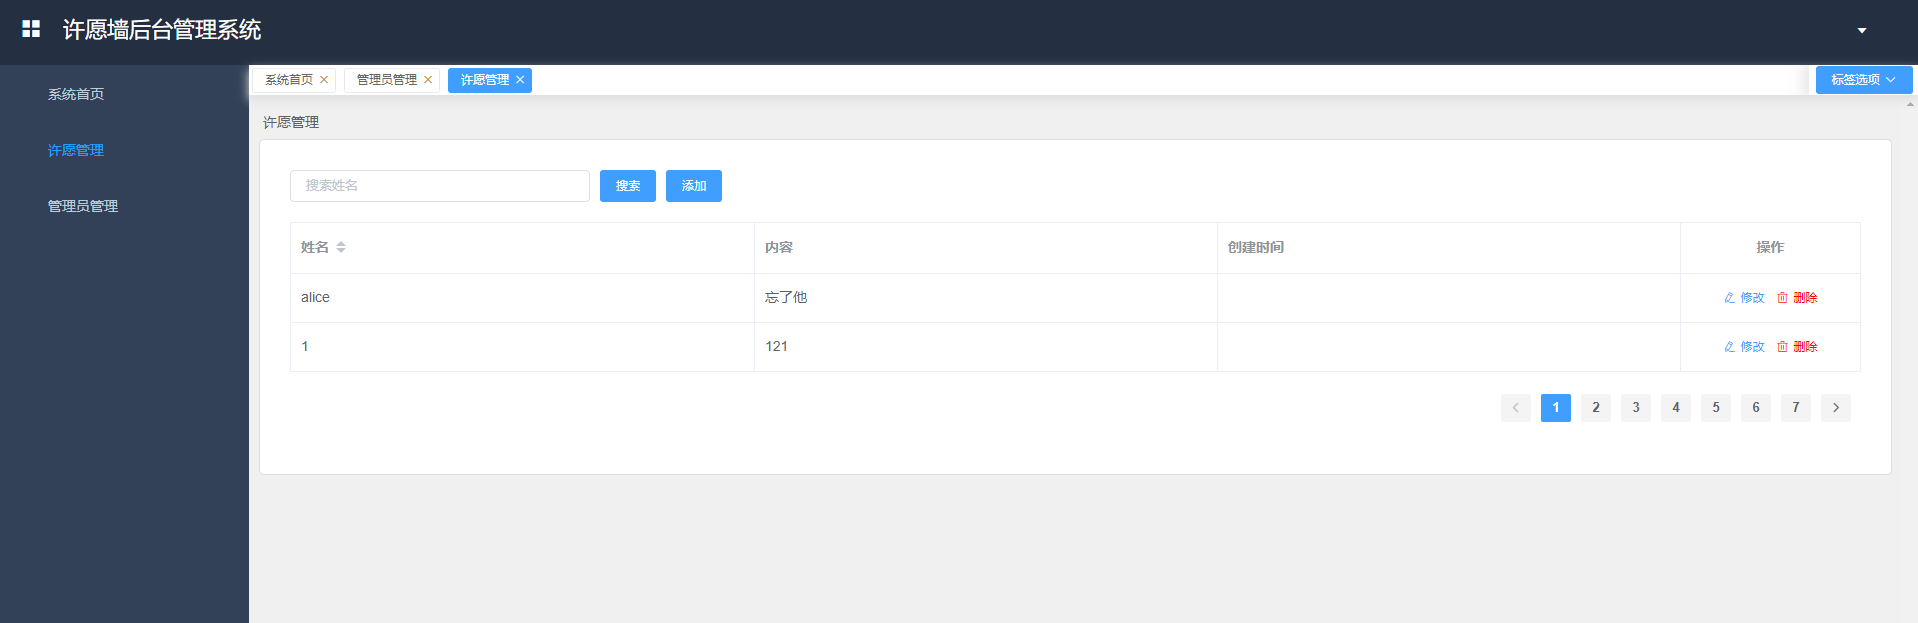 许愿墙后台管理系统
系统首页
许愿管理
管理员管理
系统首页 管理员管理 许愿管理 标签选项
许愿管理
搜索姓名 搜索 添加
姓名 内容 创建时间 操作
alice 忘了他 修改 删除
1 121 修改 删除
1 2 3 4 5 6 7